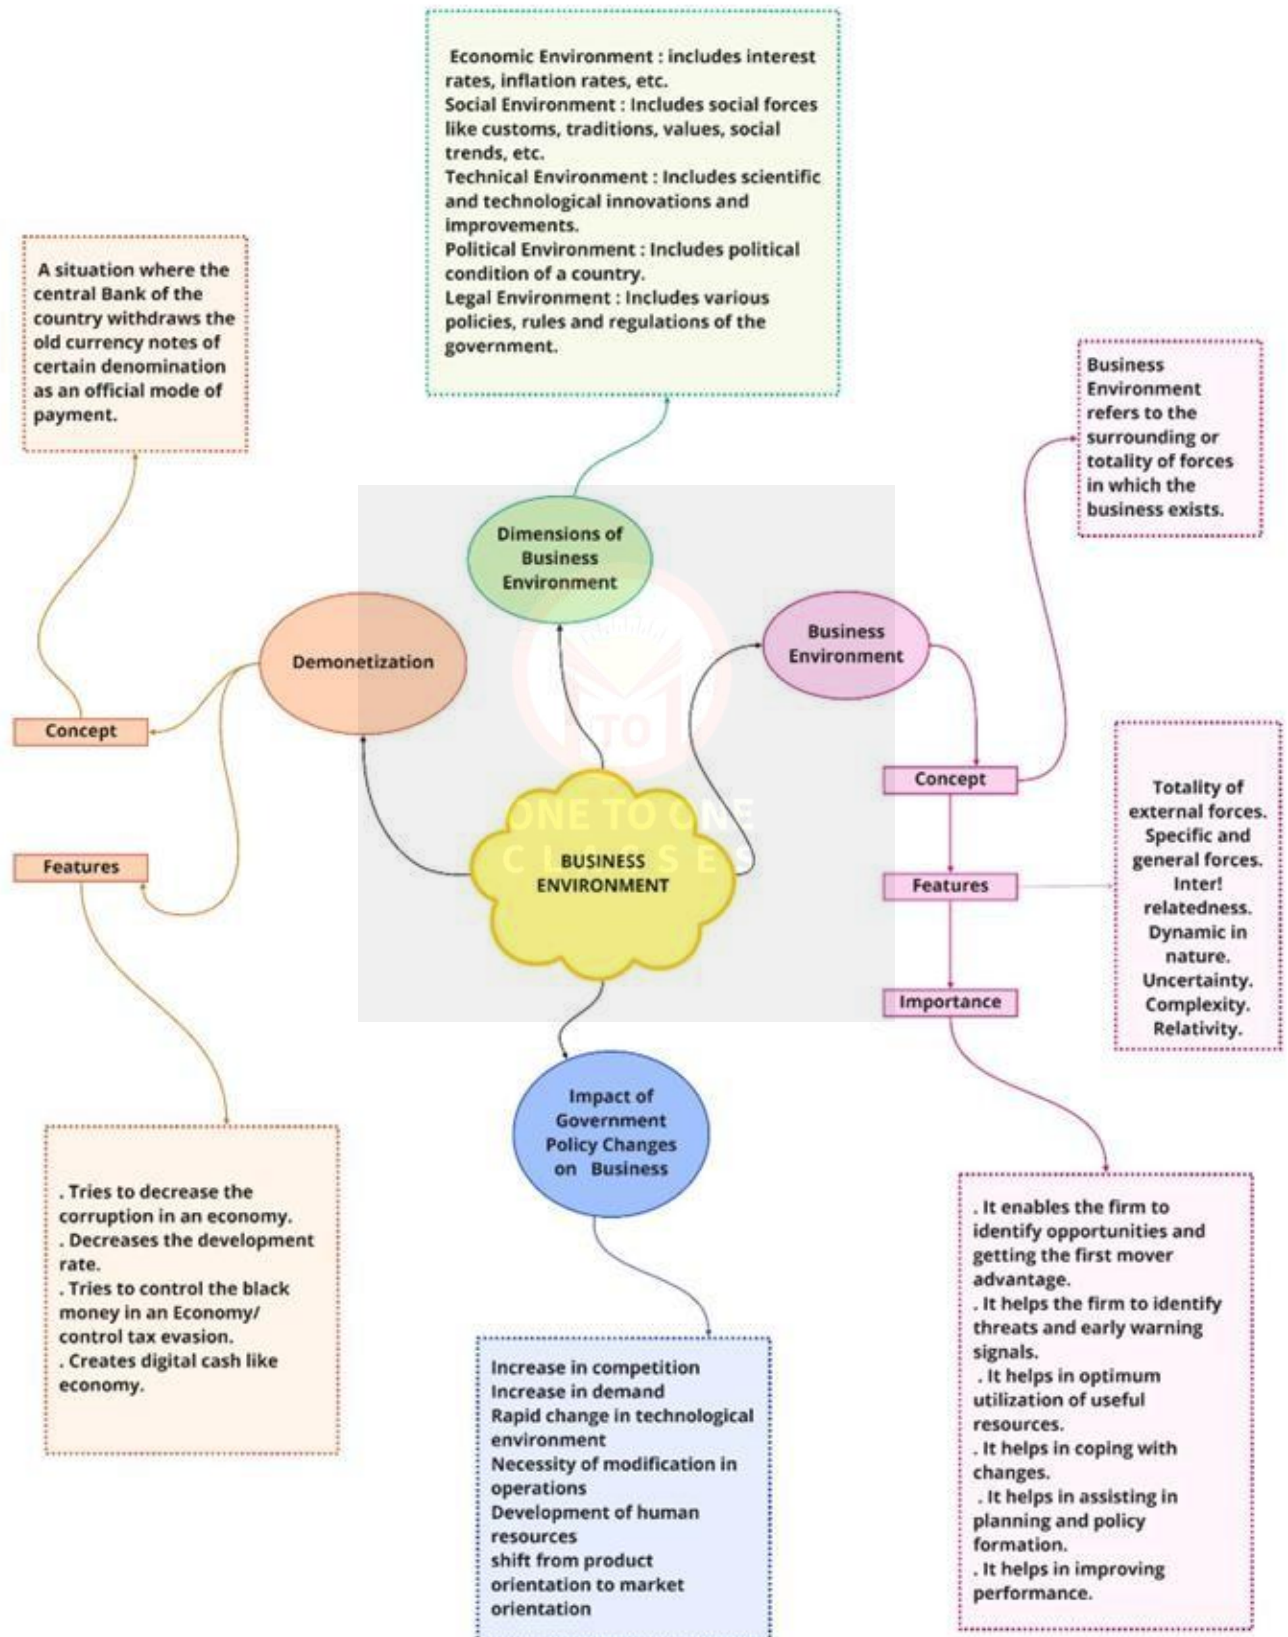 Economic Environment : includes interest
rates, inflation rates, etc.
Social Environment : Includes social forces
like customs, traditions, values, social
trends, etc.
Technical Environment : Includes scientific
and technological innovations and
improvements.
Political Environment : Includes political
condition of a country.
Legal Environment : Includes various
policies, rules and regulations of the
government.
A situation where the
central Bank of the
country withdraws the
old currency notes of
certain denomination
as an official mode of
payment.
Business
Environment
refers to the
surrounding or
totality of forces
in which the
business exists.
Dimensions of
Business
Environment
Demonetization
Business
Environment
Concept
Features
Concept
Features
Importance
Totality of
external forces.
Specific and
general forces.
Inter!
relatedness.
Dynamic in
nature.
Uncertainty.
Complexity.
Relativity.
TO
ONE TO ONE
CLASSES
BUSINESS
ENVIRONMENT
Impact of
Government
Policy Changes
on Business
. Tries to decrease the
corruption in an economy.
. Decreases the development
rate.
. Tries to control the black
money in an Economy/
control tax evasion.
. Creates digital cash like
economy.
Increase in competition
Increase in demand
Rapid change in technological
environment
Necessity of modification in
operations
Development of human
resources
shift from product
orientation to market
orientation
. It enables the firm to
identify opportunities and
getting the first mover
advantage.
. It helps the firm to identify
threats and early warning
signals.
. It helps in optimum
utilization of useful
resources.
. It helps in coping with
changes.
. It helps in assisting in
planning and policy
formation.
. It helps in improving
performance.